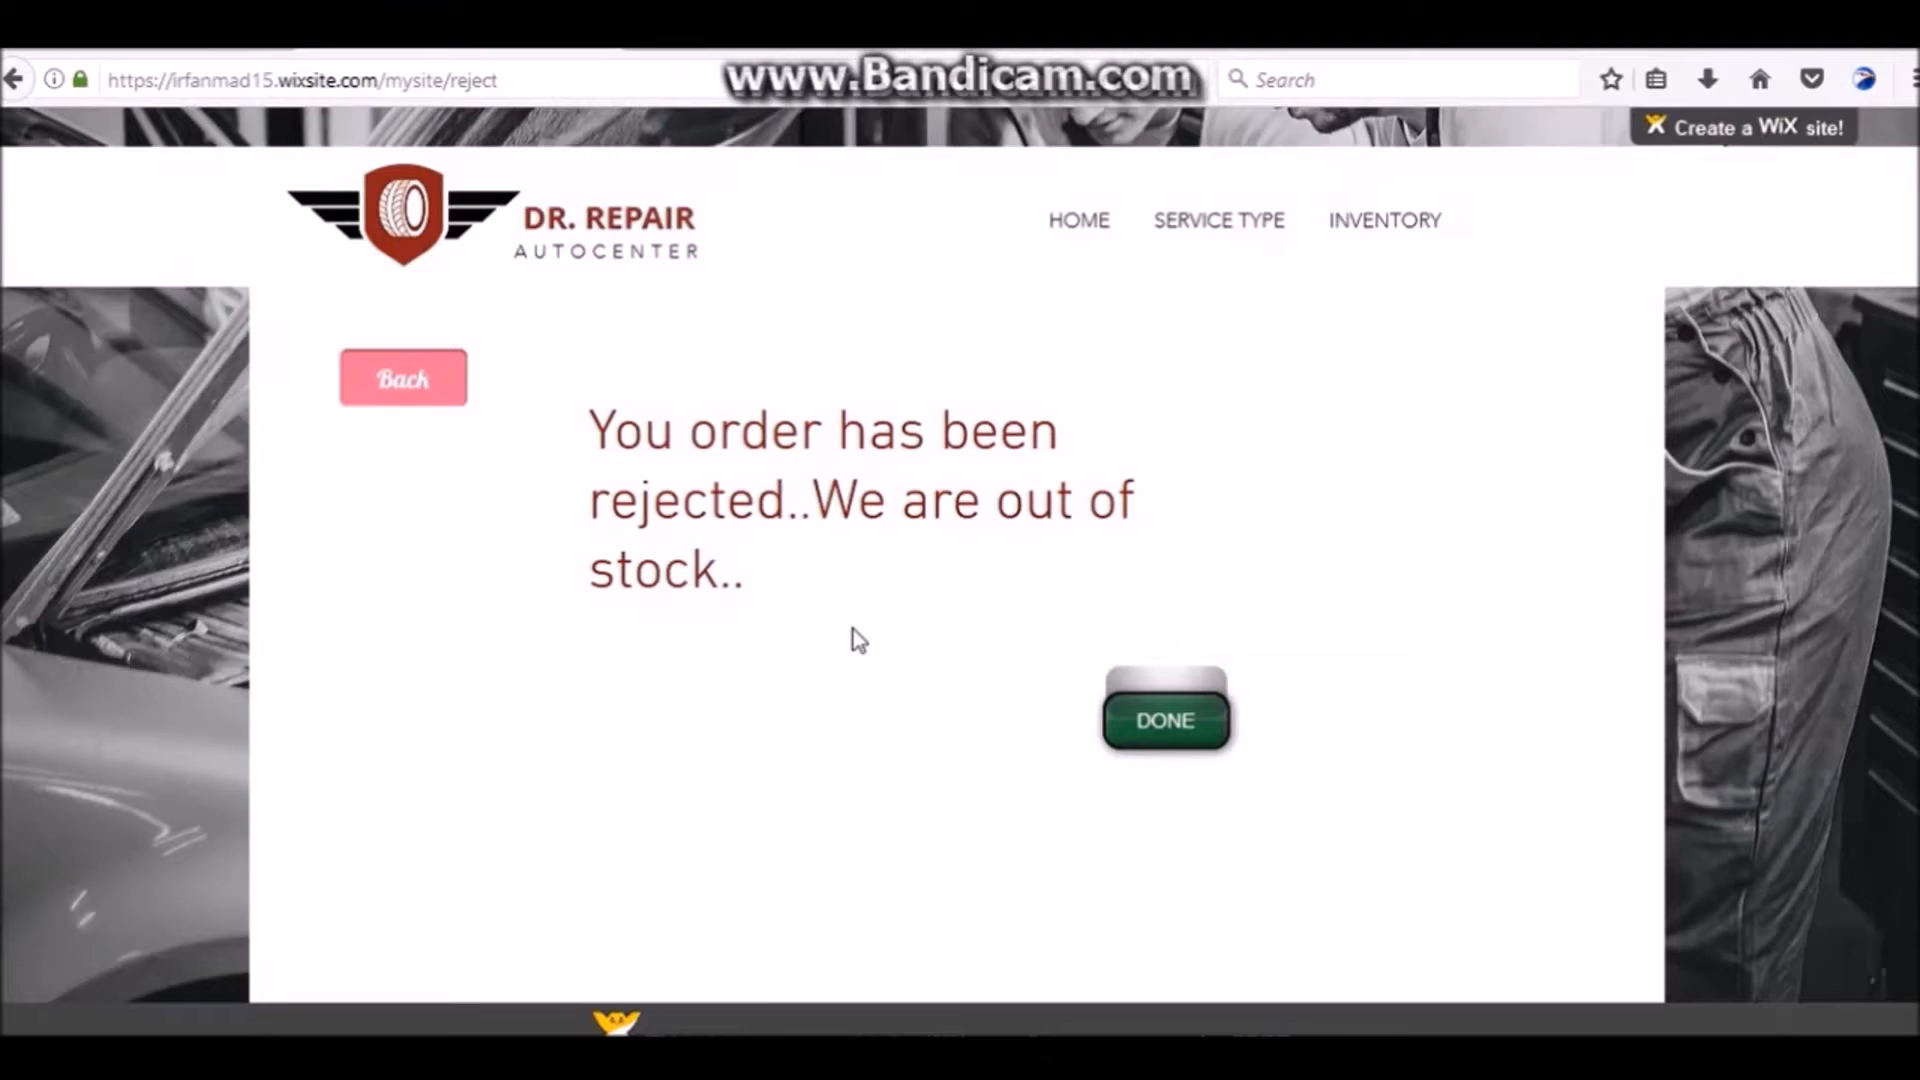 www.Bandicam.com
https://irfanmad15.wixsite.com/mysite/reject
Search
Create a WiX site!
DR. REPAIR
AUTOCENTER
HOME
SERVICE TYPE
INVENTORY
Back
You order has been
rejected..We are out of
stock..
DONE